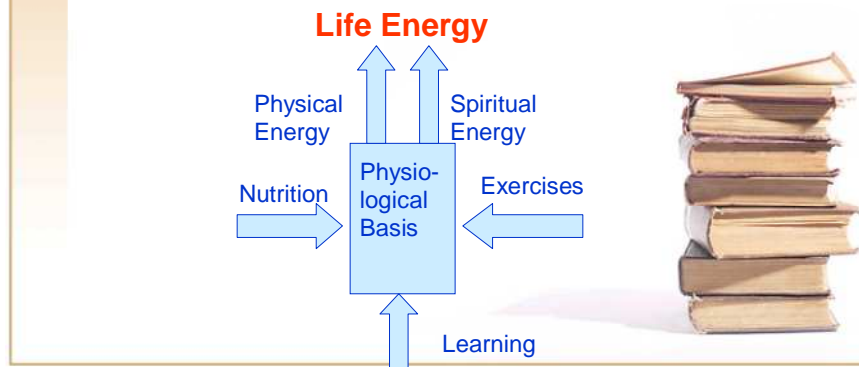 Life Energy
Physical
Energy
Spiritual
Energy
Physio-
logical
Basis
Nutrition
Exercises
Learning